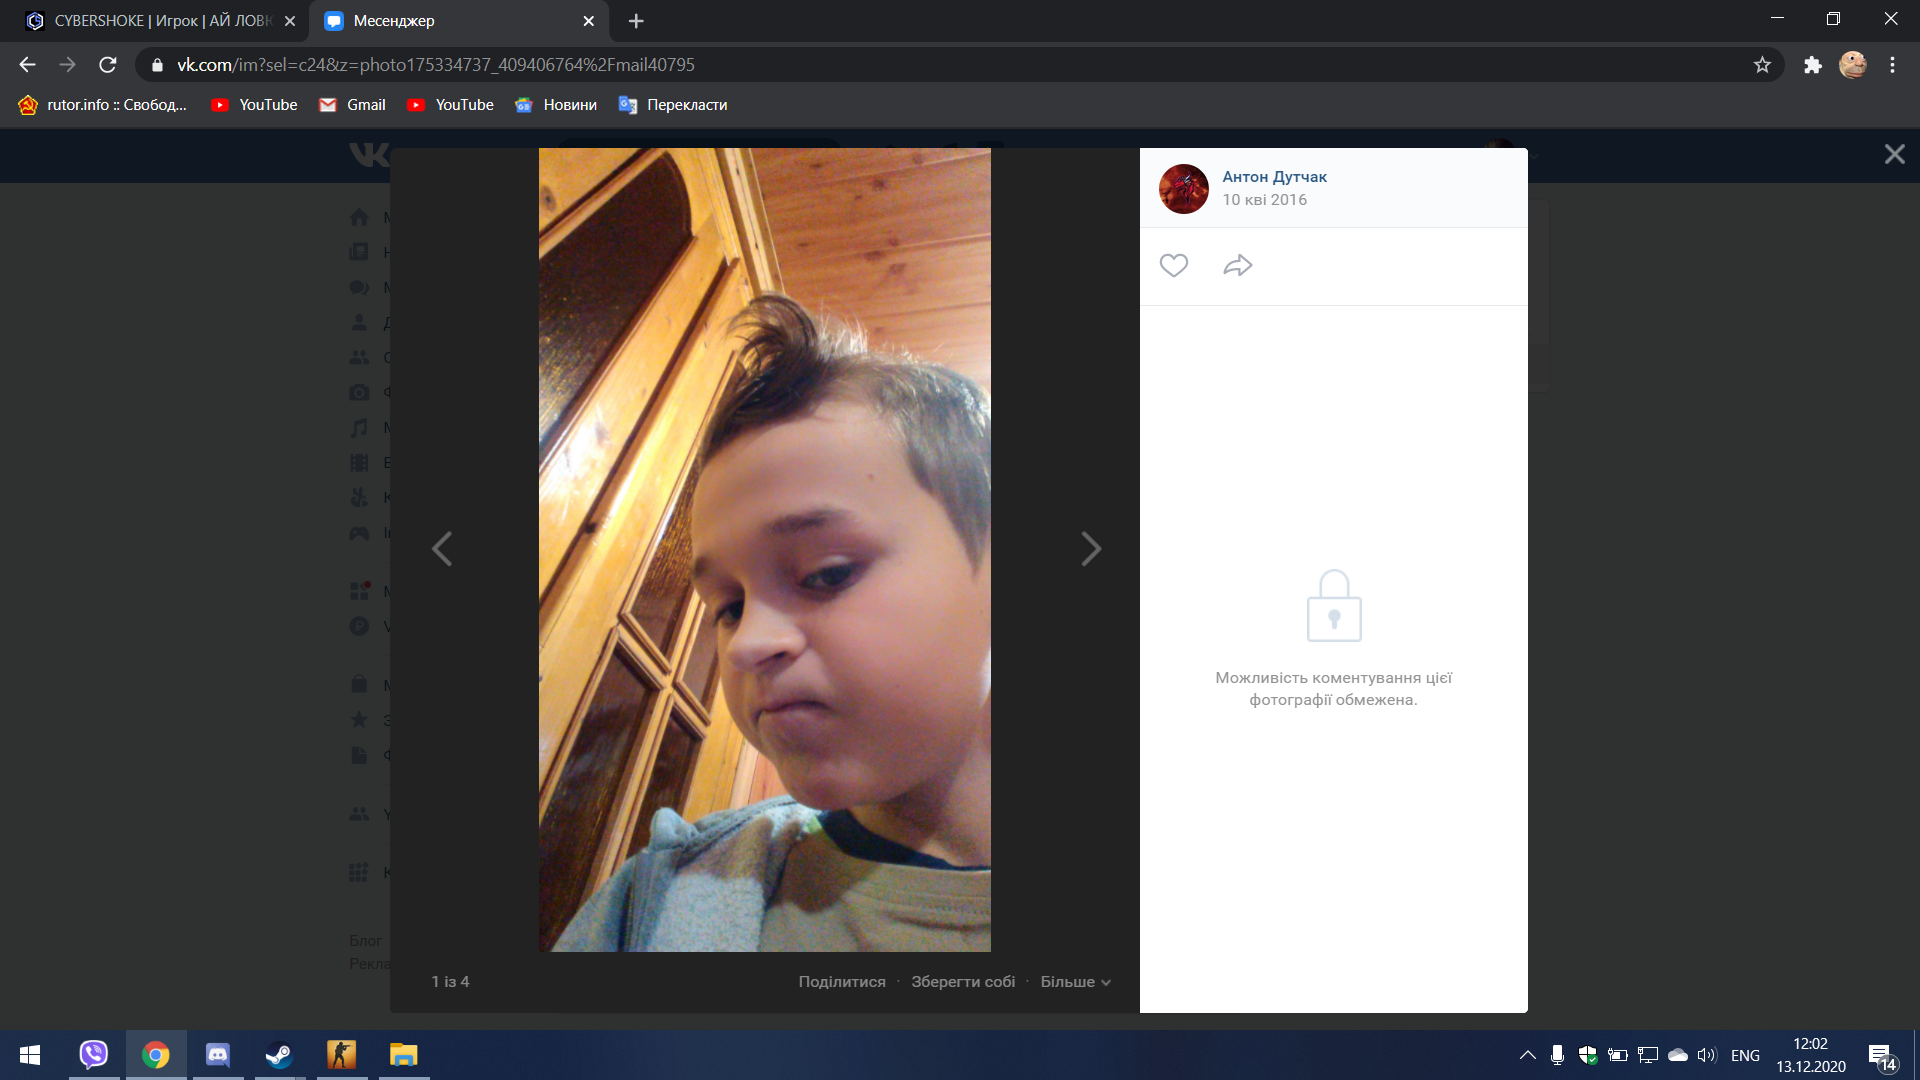 CYBERSHOKE | Игрок | АЙ ЛОВ
Месенджер
vk.com/im?sel=c24&z=photo175334737_409406764%2Fmail40795
rutor.info :: Свобод...
YouTube
Gmail
YouTube
Новини
Перекласти
Антон Дутчак
10 кві 2016
Можливість коментування цієї
фотографії обмежена.
Блог
Рекла
1 із 4
Поділитися · Зберегти собі · Більше
ENG
12:02
13.12.2020
14